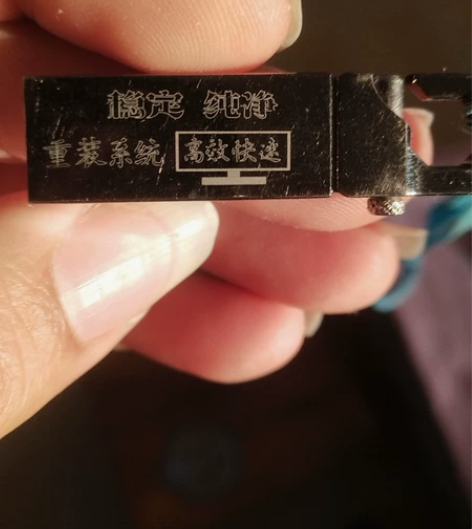 稳定 纯净
重装系统 高效快速